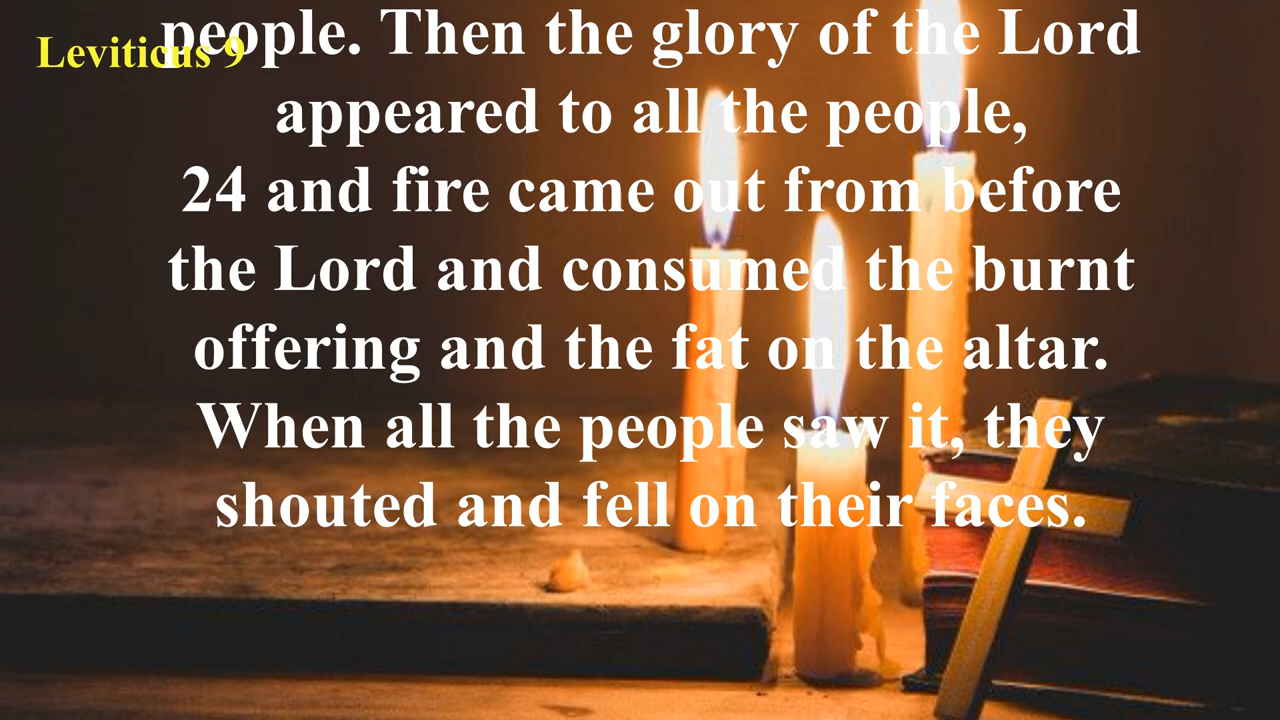 Leviticus 9
people. Then the glory of the Lord
appeared to all the people,
24 and fire came out from before
the Lord and consumed the burnt
offering and the fat on the altar.
When all the people saw it, they
shouted and fell on their faces.